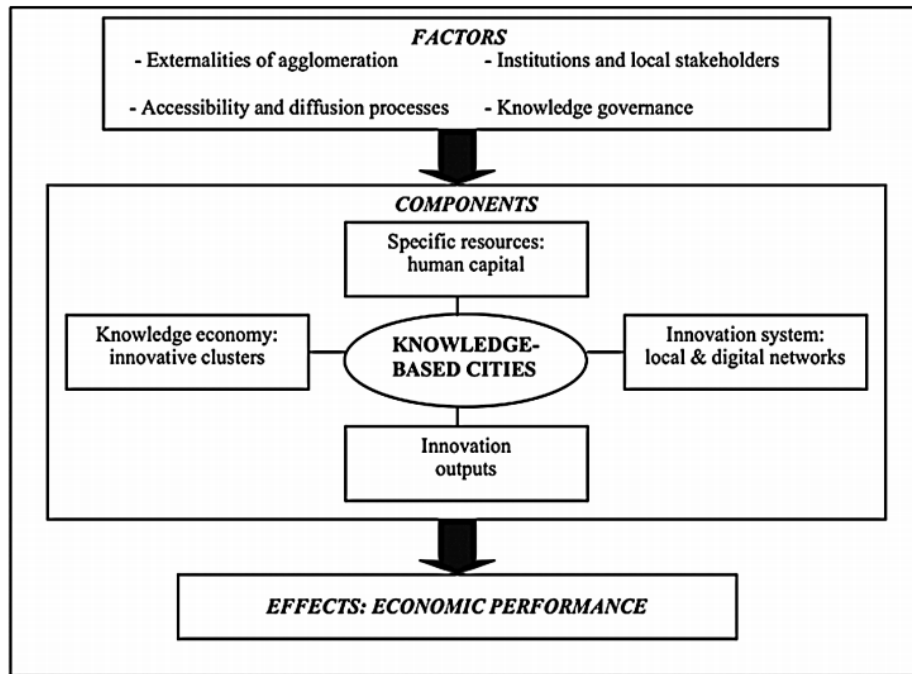 FACTORS
- Externalities of agglomeration - Institutions and local stakeholders
- Accessibility and diffusion processes - Knowledge governance
COMPONENTS
Specific resources:
human capital
Knowledge economy:
innovative clusters
KNOWLEDGE-
BASED CITIES
Innovation system:
local & digital networks
Innovation
outputs
EFFECTS: ECONOMIC PERFORMANCE